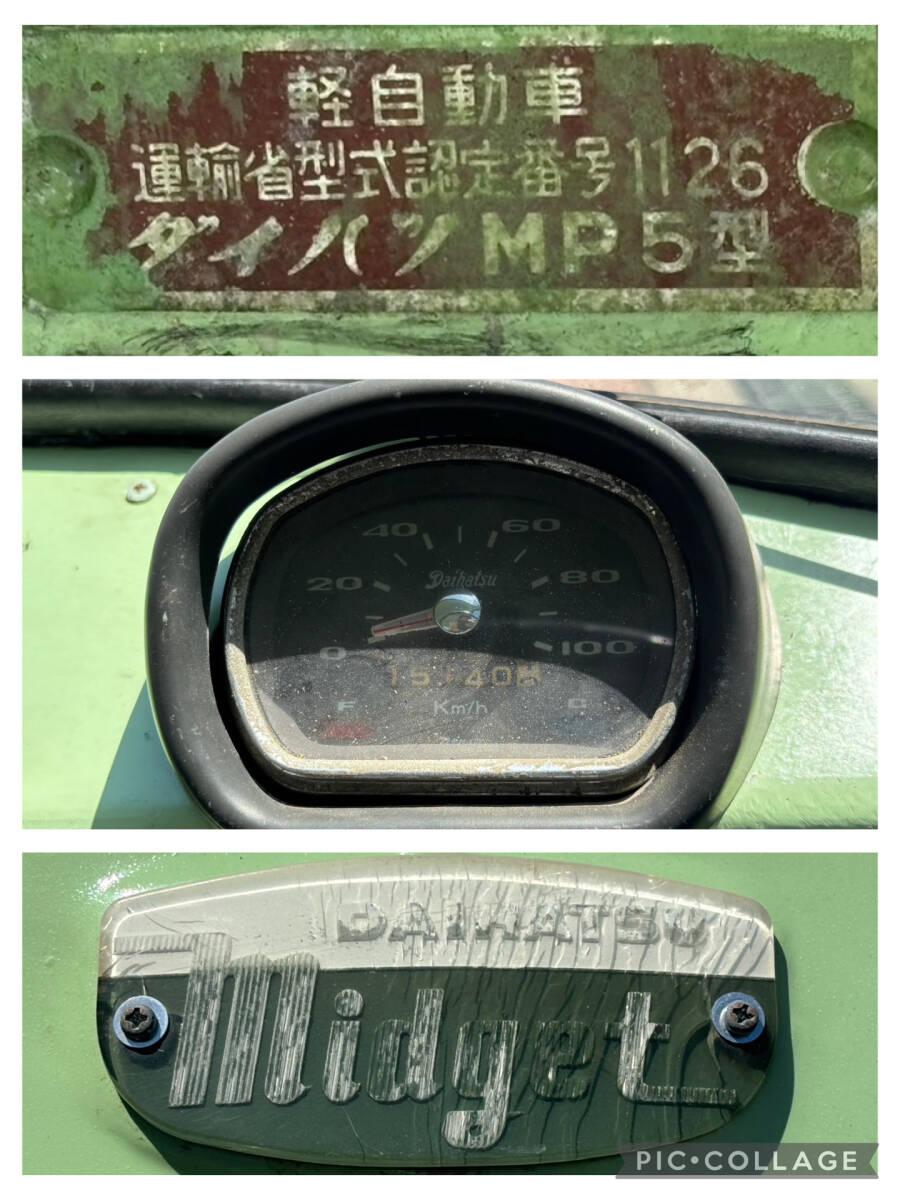 軽自動車
運輸省型式認定番号1126
ダイハツMP5型
40 60
20 Daihatsu 80
0 100
F Km/h
DAIHATSU
Midget
PIC•COLLAGE